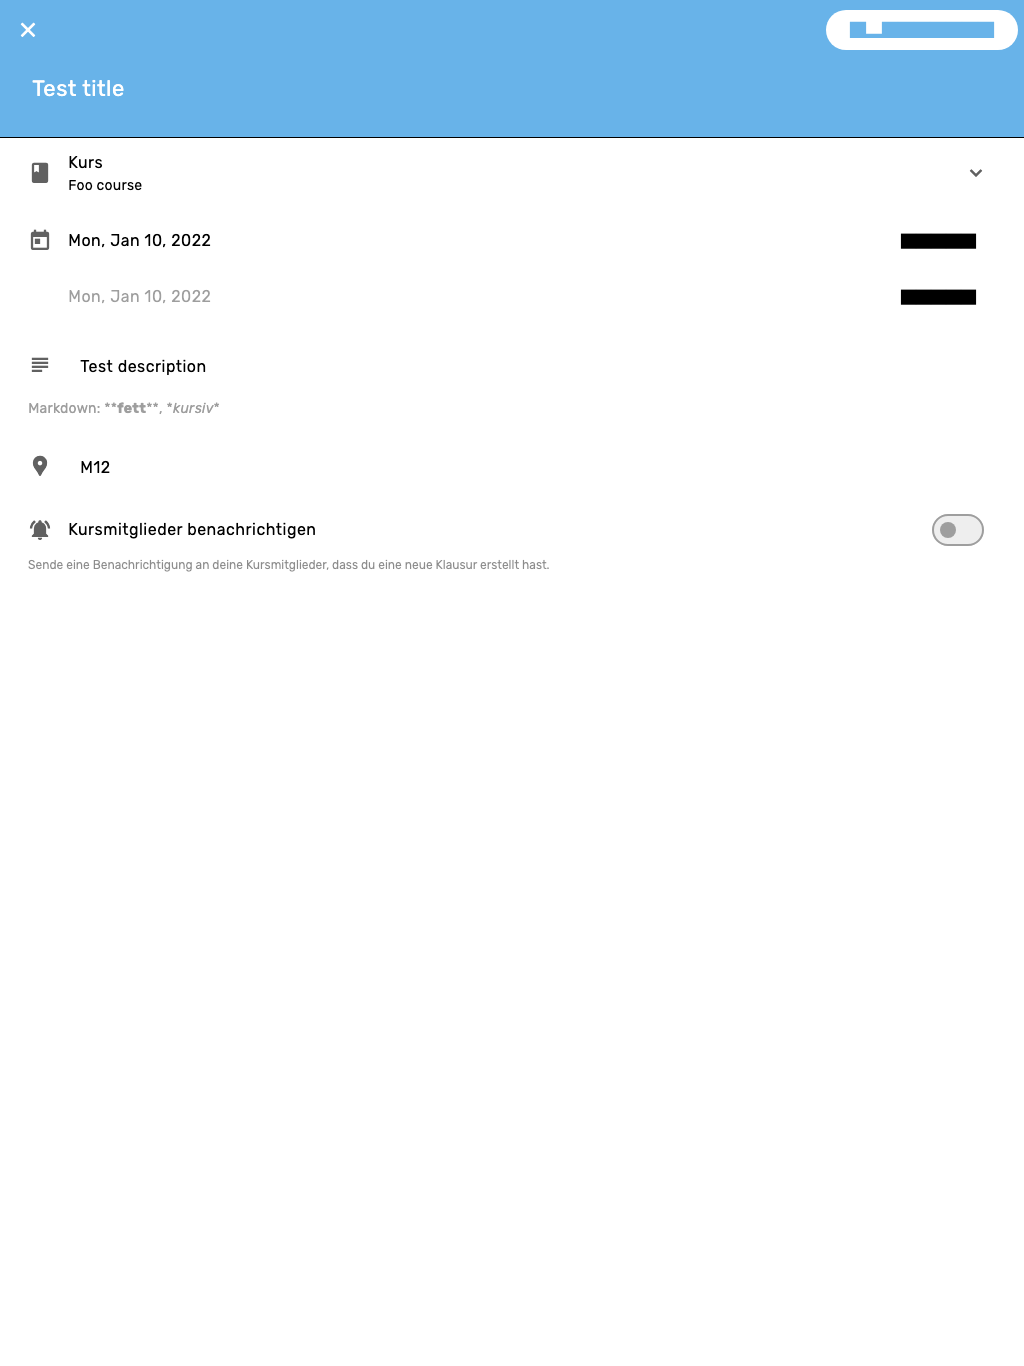 Test title
Kurs
Foo course
Mon, Jan 10, 2022
Mon, Jan 10, 2022
Test description
Markdown: **fett**, *kursiv*
M12
Kursmitglieder benachrichtigen
Sende eine Benachrichtigung an deine Kursmitglieder, dass du eine neue Klausur erstellt hast.